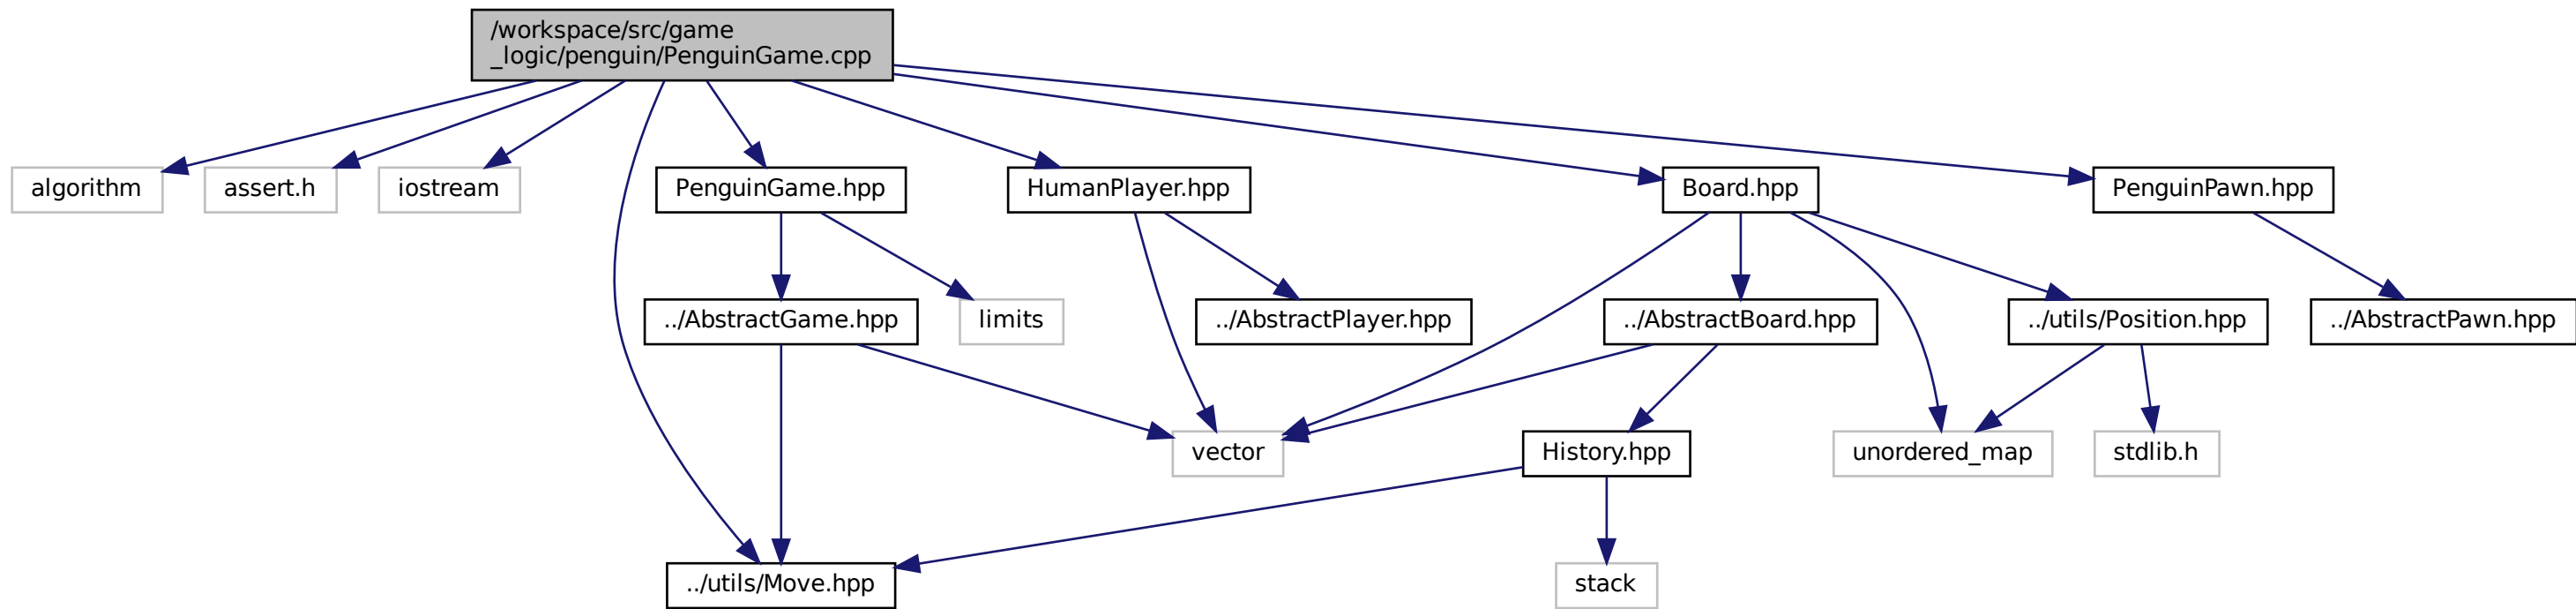 /workspace/src/game
_logic/penguin/PenguinGame.cpp
algorithm
assert.h
iostream
PenguinGame.hpp
HumanPlayer.hpp
Board.hpp
PenguinPawn.hpp
../AbstractGame.hpp
limits
../AbstractPlayer.hpp
../AbstractBoard.hpp
../utils/Position.hpp
../AbstractPawn.hpp
vector
History.hpp
unordered_map
stdlib.h
../utils/Move.hpp
stack